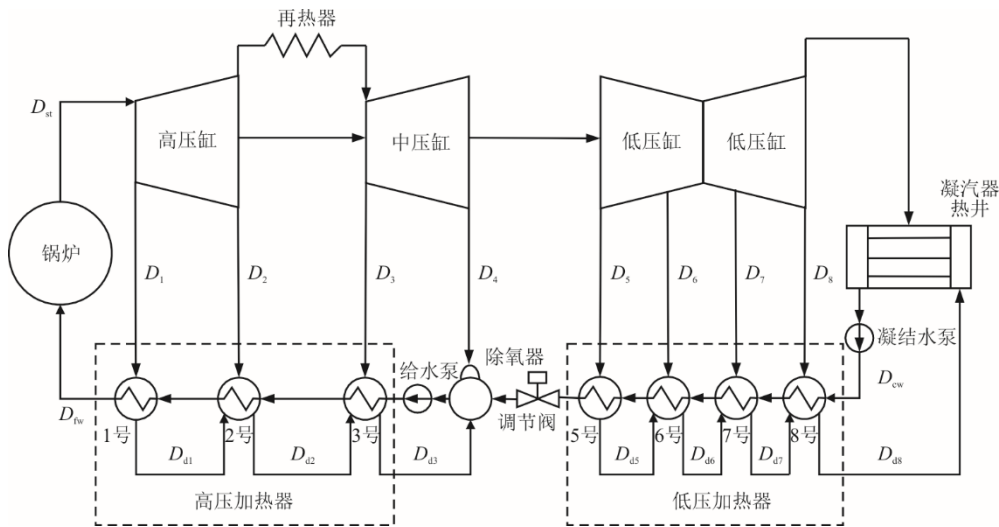 再热器
D_st
高压缸
中压缸
低压缸
低压缸
凝汽器
热井
锅炉
D_1
D_2
D_3
D_4
D_5
D_6
D_7
D_8
凝结水泵
给水泵
除氧器
D_cw
D_fw
调节阀
1号
2号
3号
5号
6号
7号
8号
D_d1
D_d2
D_d3
D_d5
D_d6
D_d7
D_d8
高压加热器
低压加热器